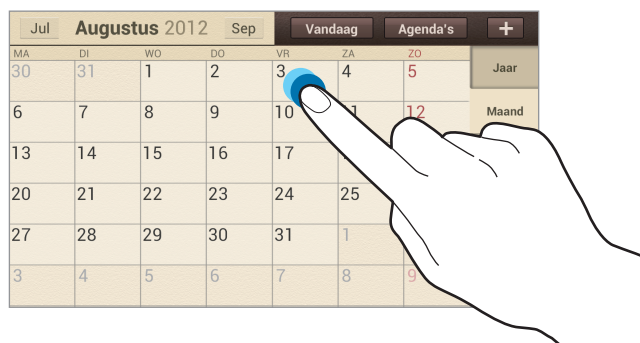 Jul Augustus 2012 Sep Vandaag Agenda's +
MA DI WO DO VR ZA ZO
30 31 1 2 3 4 5 Jaar
6 7 8 9 10 12 Maand
13 14 15 16 17
20 21 22 23 24 25
27 28 29 30 31 1
3 4 5 6 7 8 9